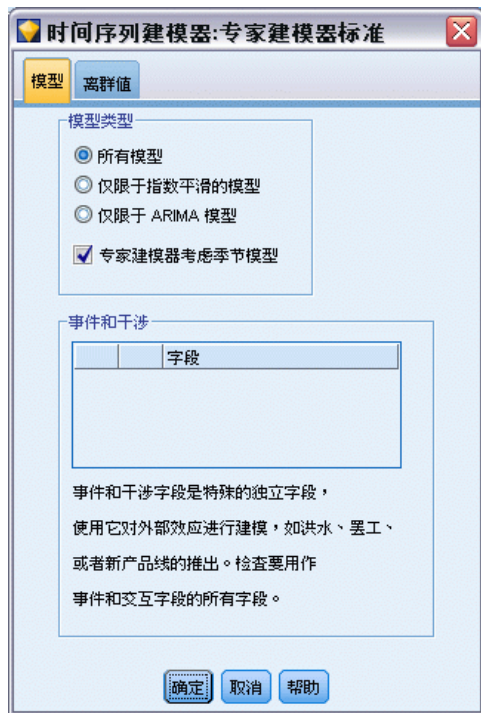 时间序列建模器:专家建模器标准
模型
离群值
模型类型
所有模型
仅限于指数平滑的模型
仅限于 ARIMA 模型
专家建模器考虑季节模型
事件和干涉
字段
事件和干涉字段是特殊的独立字段，
使用它对外部效应进行建模，如洪水、罢工、
或者新产品线的推出。检查要用作
事件和交互字段的所有字段。
确定
取消
帮助